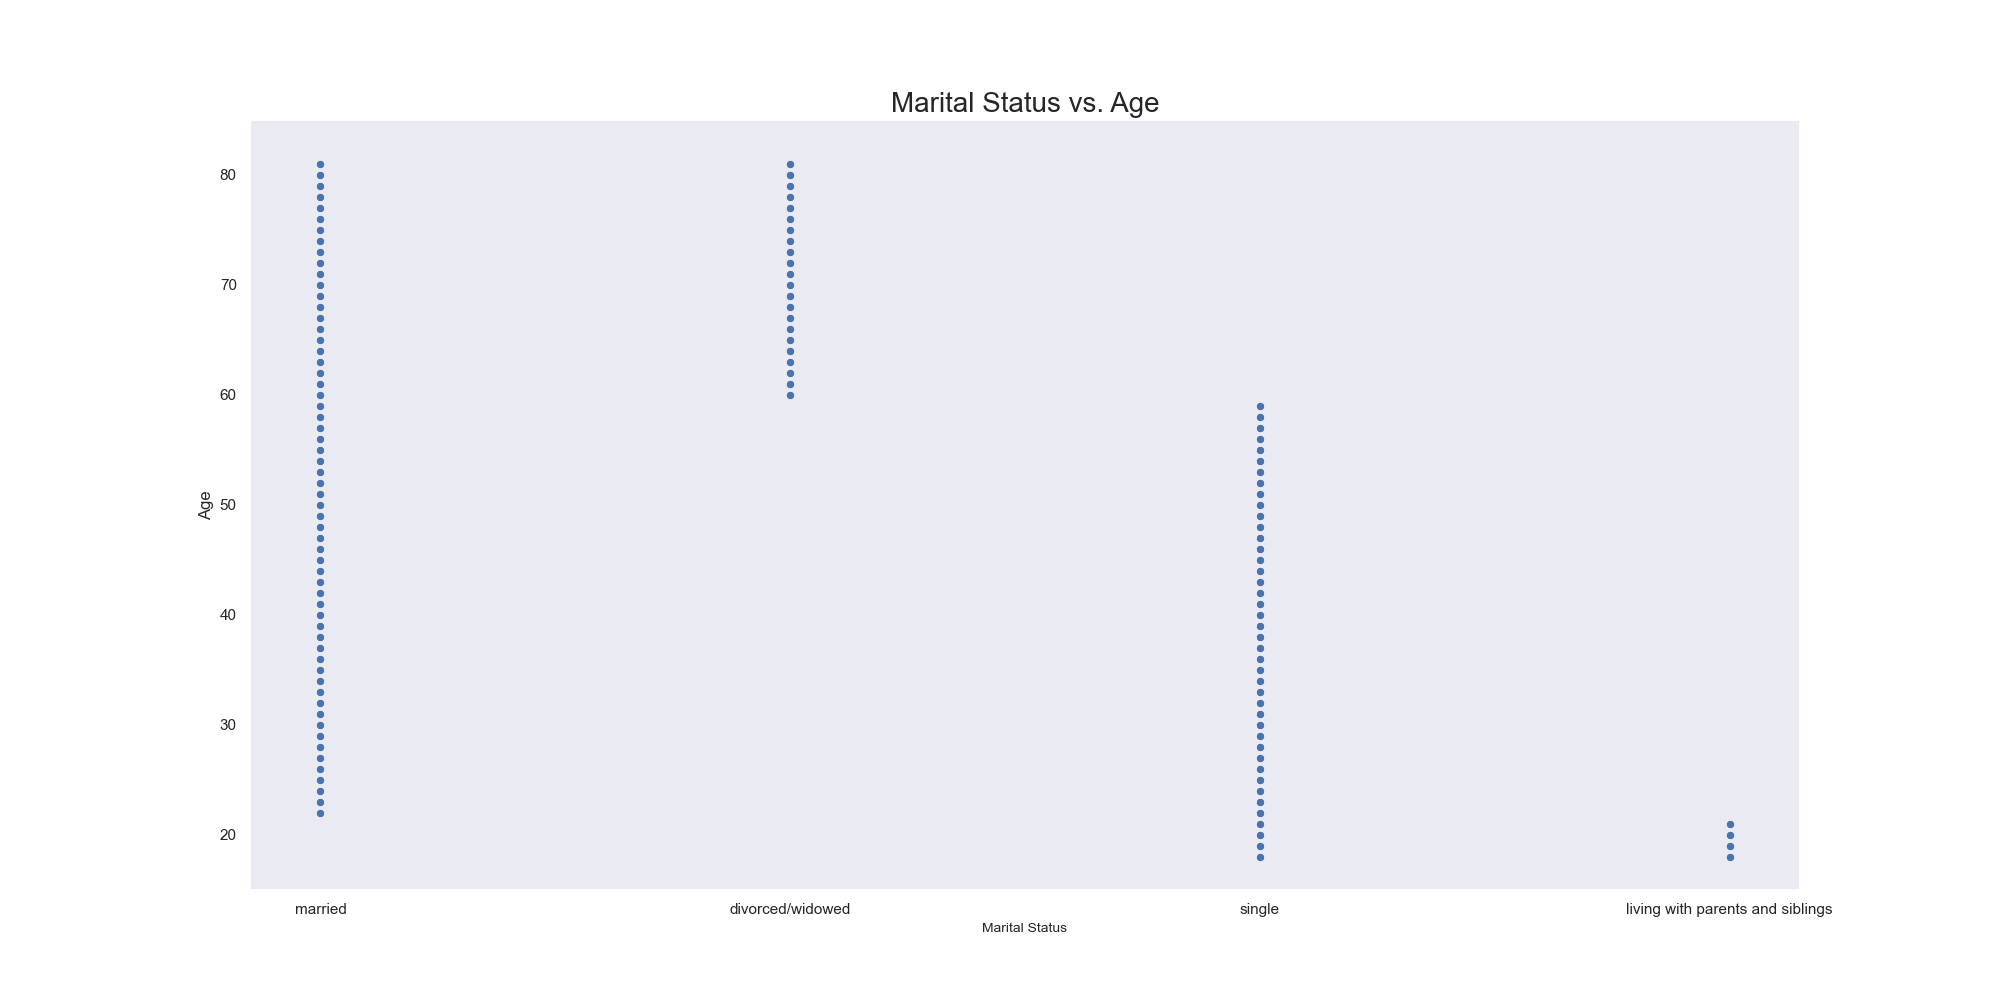 Marital Status vs. Age
80
70
60
50
40
30
20
Age
married
divorced/widowed
single
living with parents and siblings
Marital Status